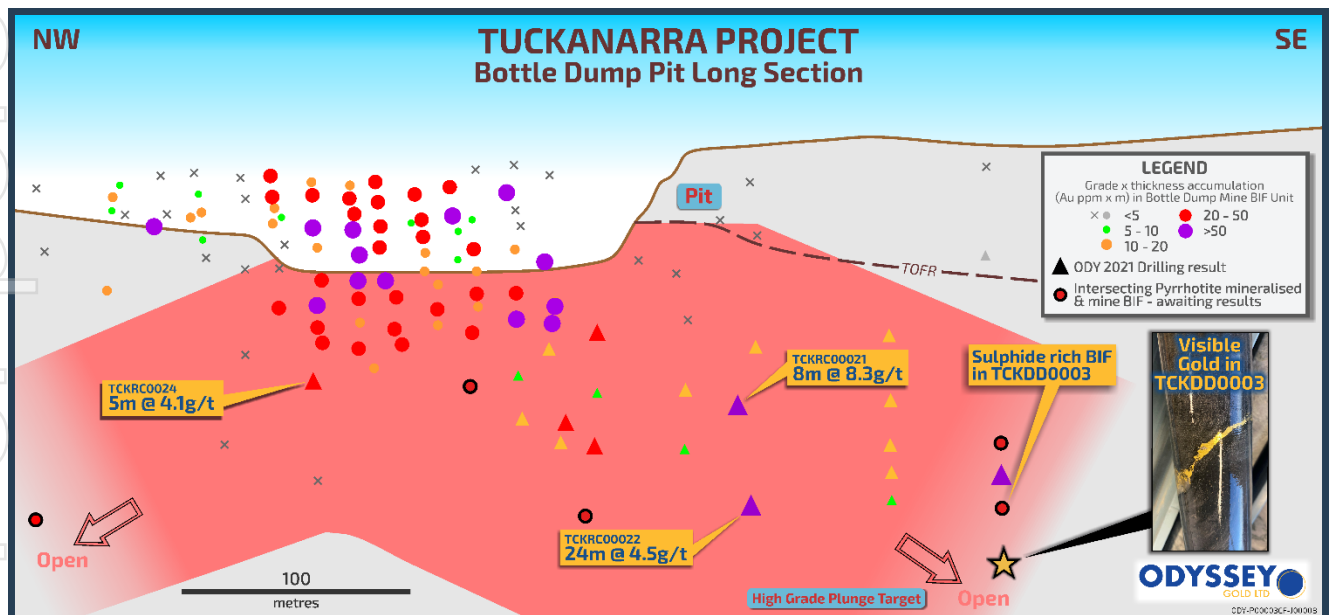 NW
TUCKANARRA PROJECT
SE
Bottle Dump Pit Long Section
Pit
LEGEND
Grade x thickness accumulation
(Au ppm x m) in Bottle Dump Mine BIF Unit
<5
20 - 50
5 - 10
>50
10 - 20
ODY 2021 Drilling result
Intersecting Pyrrhotite mineralised
& mine BIF - awaiting results
TOFR
TCKRC00024
5m @ 4.1g/t
TCKRC00021
8m @ 8.3g/t
Sulphide rich BIF
in TCKDD0003
Visible
Gold in
TCKDD0003
TCKRC00022
24m @ 4.5g/t
Open
100
metres
High Grade Plunge Target
Open
ODYSSEY
GOLD LTD